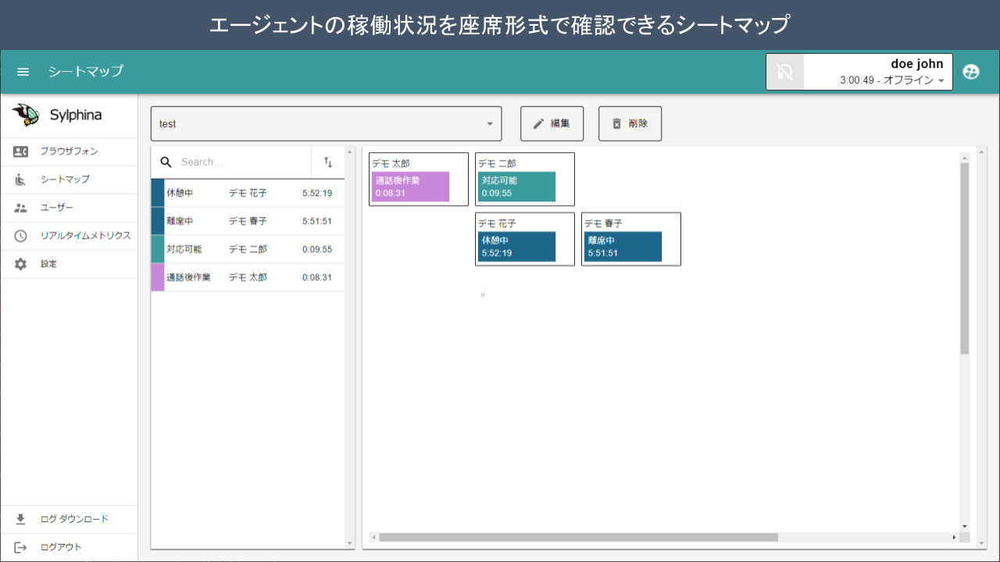 エージェントの稼働状況を座席形式で確認できるシートマップ
シートマップ
doe john
3:00:49 - オフライン
Sylphina
ブラウザフォン
シートマップ
ユーザー
リアルタイムメトリクス
設定
ログ ダウンロード
ログアウト
test
編集
削除
Search...
休憩中 デモ 花子 5:52:19
離席中 デモ 春子 5:51:51
対応可能 デモ 二郎 0:09:55
通話後作業 デモ 太郎 0:08:31
デモ 太郎
通話後作業
0:08:31
デモ 二郎
対応可能
0:09:55
デモ 花子
休憩中
5:52:19
デモ 春子
離席中
5:51:51